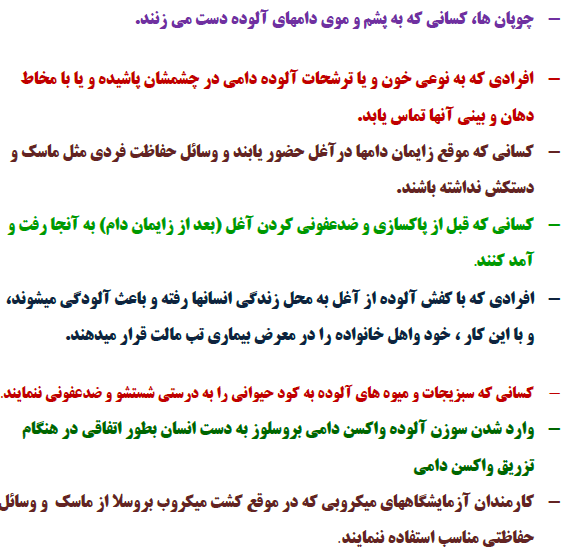 – چوپان ها، کسانی که به پشم و موی دامهای آلوده دست می زنند.
– افرادی که به نوعی خون و یا ترشحات آلوده دامی در چشمشان پاشیده و یا با مخاط
دهان و بینی آنها تماس یابد.
– کسانی که موقع زایمان دامها درآغل حضور یابند و وسائل حفاظت فردی مثل ماسک و
دستکش نداشته باشند.
– کسانی که قبل از پاکسازی و ضدعفونی کردن آغل (بعد از زایمان دام) به آنجا رفت و
آمد کنند.
– افرادی که با کفش آلوده از آغل به محل زندگی انسانها رفته و باعث آلودگی میشوند،
و با این کار ، خود واهل خانواده را در معرض بیماری تب مالت قرار میدهند.
– کسانی که سبزیجات و میوه های آلوده به کود حیوانی را به درستی شستشو و ضدعفونی ننمایند.
– وارد شدن سوزن آلوده واکسن دامی بروسلوز به دست انسان بطور اتفاقی در هنگام
تزریق واکسن دامی
– کارمندان آزمایشگاههای میکروبی که در موقع کشت میکروب بروسلا از ماسک و وسائل
حفاظتی مناسب استفاده ننمایند.